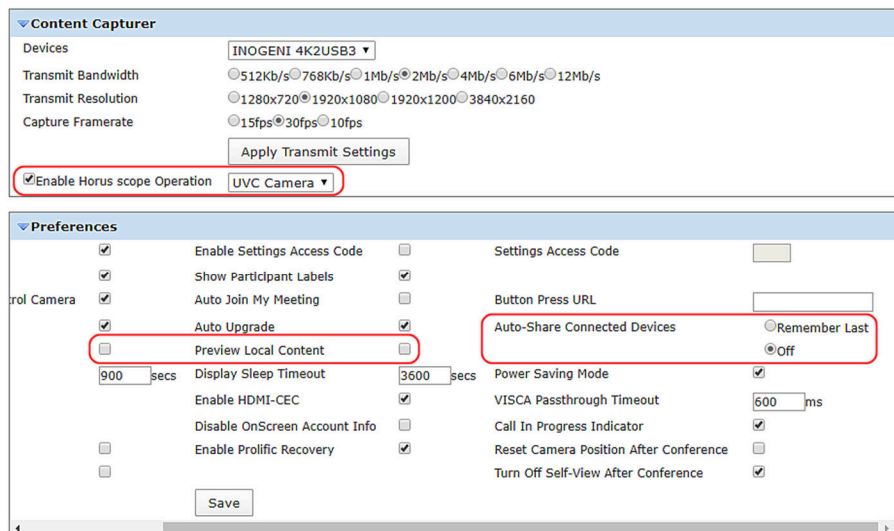 Content Capturer
Devices INOGENI 4K2USB3
Transmit Bandwidth 512Kb/s 768Kb/s 1Mb/s 2Mb/s 4Mb/s 6Mb/s 12Mb/s
Transmit Resolution 1280x720 1920x1080 1920x1200 3840x2160
Capture Framerate 15fps 30fps 10fps
Apply Transmit Settings
Enable Horus scope Operation UVC Camera
Preferences
Enable Settings Access Code Settings Access Code
Show Participant Labels
rol Camera Auto Join My Meeting Button Press URL
Auto Upgrade Auto-Share Connected Devices Remember Last
Preview Local Content Off
900 secs Display Sleep Timeout 3600 secs Power Saving Mode
Enable HDMI-CEC VISCA Passthrough Timeout 600 ms
Disable OnScreen Account Info Call In Progress Indicator
Enable Prolific Recovery Reset Camera Position After Conference
Turn Off Self-View After Conference
Save